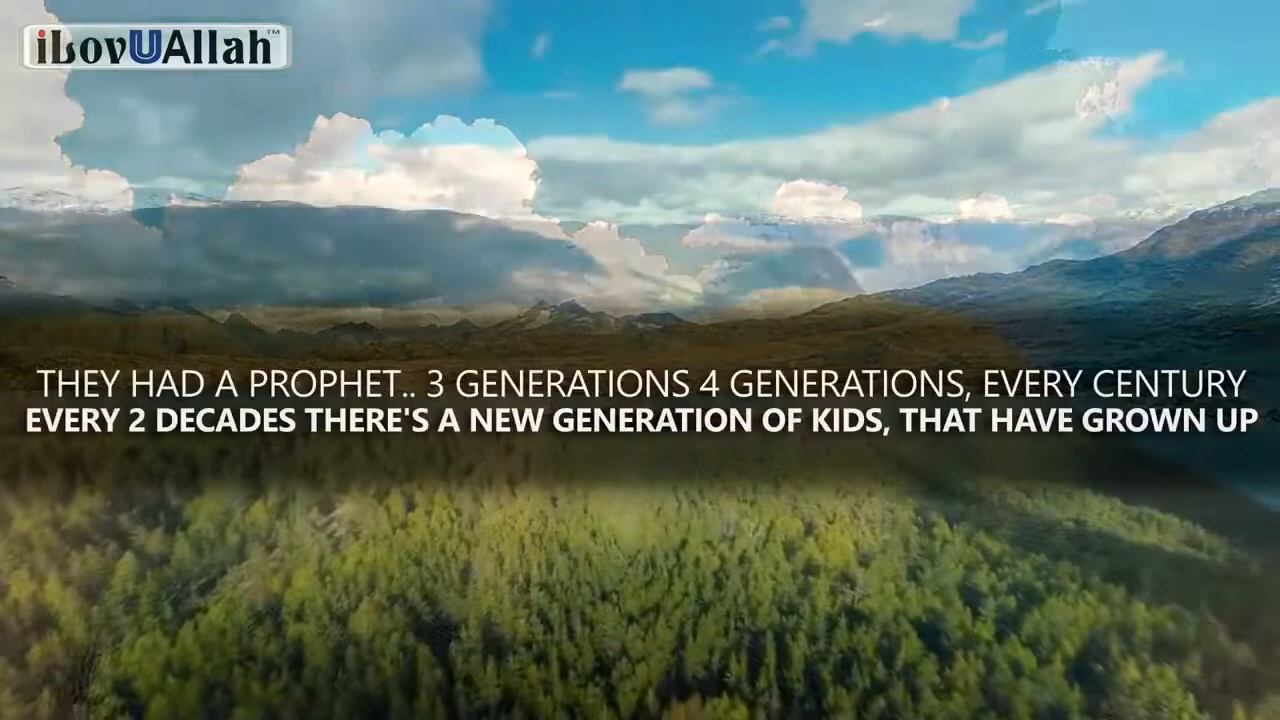 iLovUAllah™
THEY HAD A PROPHET.. 3 GENERATIONS 4 GENERATIONS, EVERY CENTURY
EVERY 2 DECADES THERE'S A NEW GENERATION OF KIDS, THAT HAVE GROWN UP